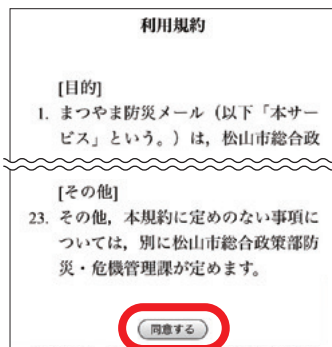 利用規約
[目的]
1. まつやま防災メール（以下「本サー
ビス」という。）は，松山市総合政
[その他]
23. その他，本規約に定めのない事項に
ついては，別に松山市総合政策部防
災・危機管理課が定めます。
同意する